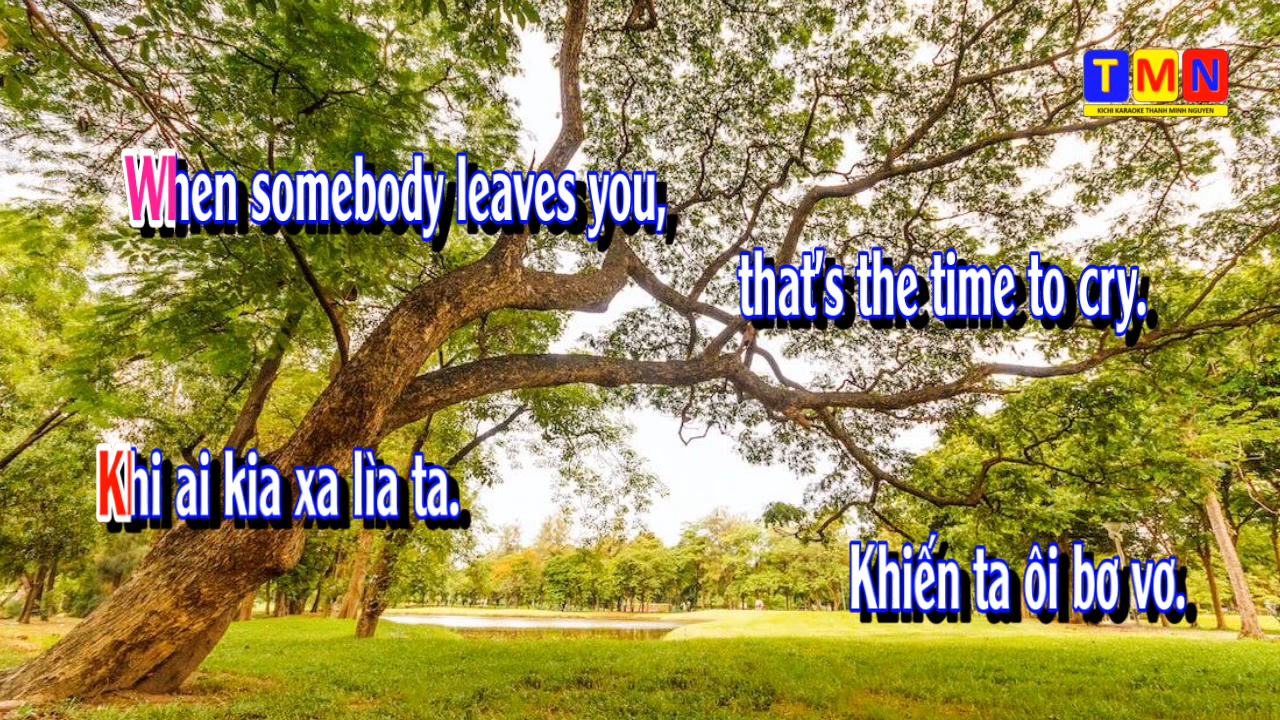 TMN
KICHI KARAOKE THANH MINH NGUYEN
When somebody leaves you,
that's the time to cry.
Khi ai kia xa lìa ta.
Khiến ta ôi bơ vơ.